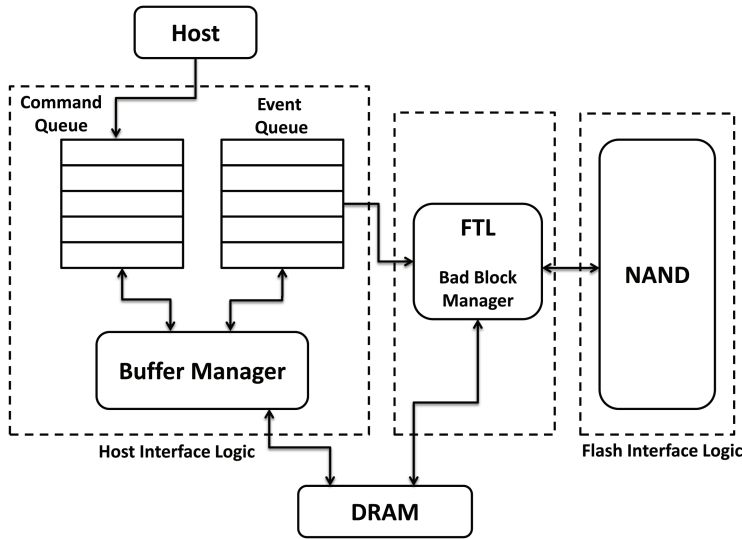 Host
Command
Queue
Event
Queue
Buffer Manager
Host Interface Logic
FTL
Bad Block
Manager
NAND
Flash Interface Logic
DRAM